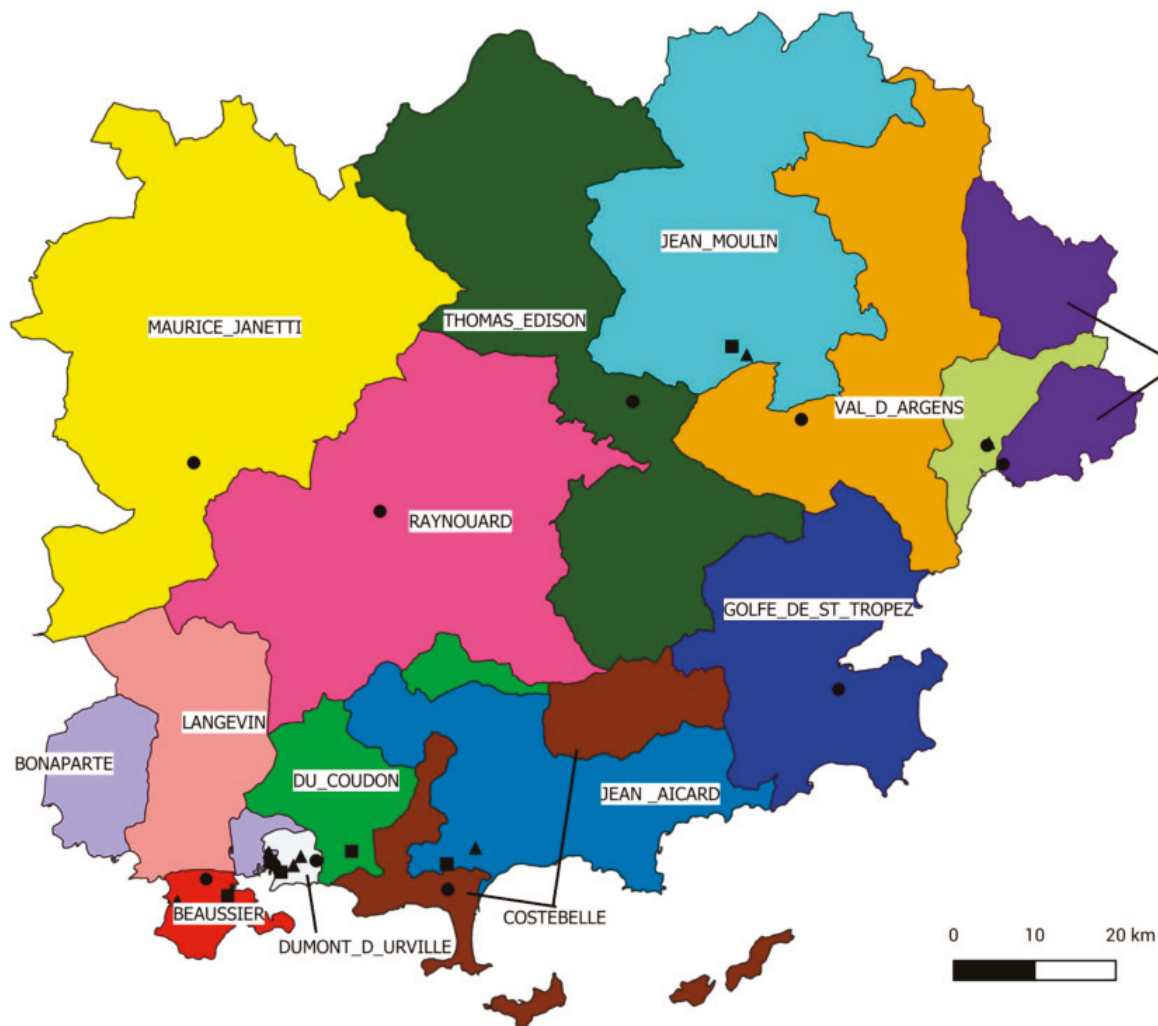 JEAN_MOULIN
MAURICE_JANETTI
THOMAS_EDISON
VAL_D_ARGENS
RAYNOUARD
GOLFE_DE_ST_TROPEZ
LANGEVIN
BONAPARTE
DU_COUDON
JEAN _AICARD
BEAUSSIER
COSTEBELLE
DUMONT_D_URVILLE
0 10 20 km